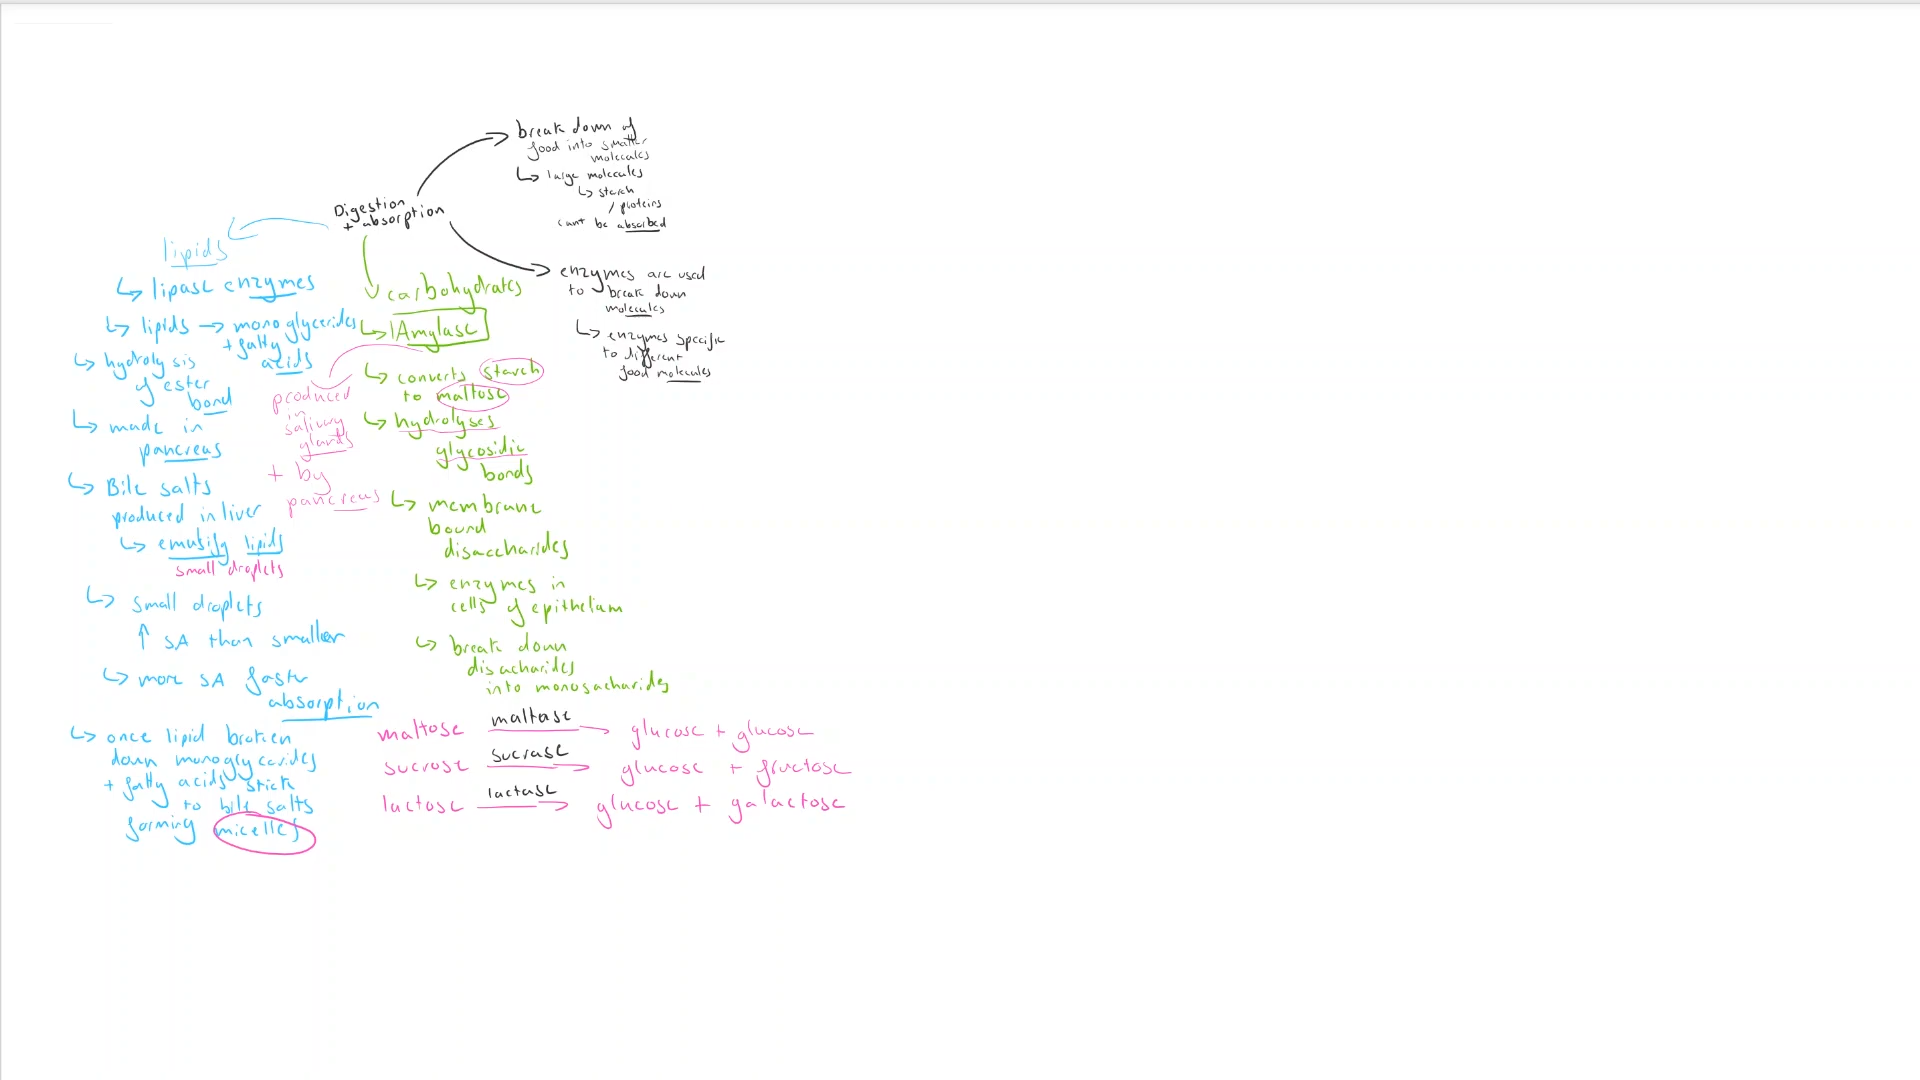 Digestion
+ absorption
break down of
food into smaller
molecules
↳ large molecules
↳ starch
/ proteins
cant be absorbed
enzymes are used
to break down
molecules
↳ enzymes specific
to different
food molecules
lipids
↳ lipase enzymes
↳ lipids → monoglycerides
+ fatty
acids
↳ hydrolysis
of ester
bond
↳ made in
pancreas
↳ Bile salts
produced in liver
↳ emulsify lipids
small droplets
↳ small droplets
↑ SA than smaller
↳ more SA faster
absorption
↳ once lipid broken
down monoglycerides
+ fatty acids stick
to bile salts
forming micelles
carbohydrates
↳ Amylase
produced
in
salivary
glands
+ by
pancreas
↳ converts starch
to maltose
↳ hydrolyses
glycosidic
bonds
↳ membrane
bound
disaccharides
↳ enzymes in
cells of epithelium
↳ break down
disacharides
into monosacharides
maltose maltase → glucose + glucose
sucrose sucrase → glucose + fructose
lactose lactase → glucose + galactose